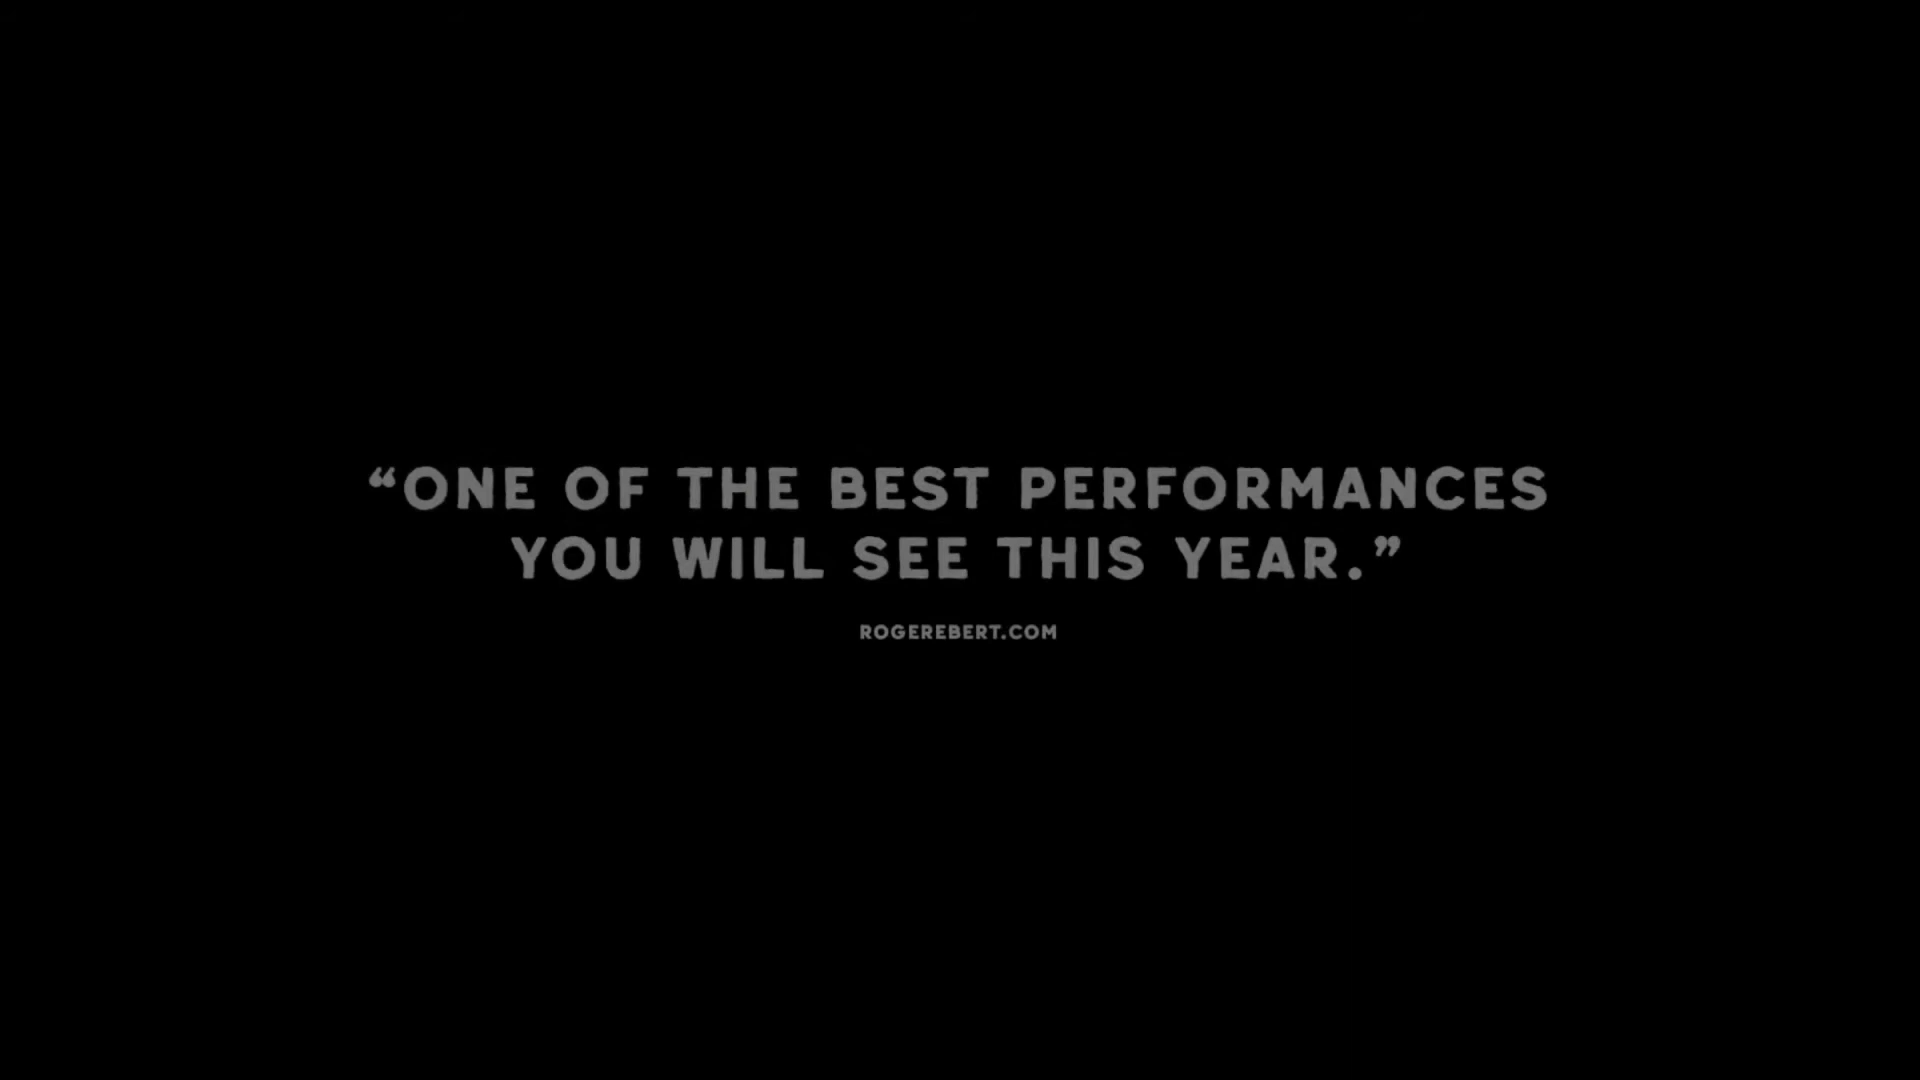 “ONE OF THE BEST PERFORMANCES
YOU WILL SEE THIS YEAR.”
ROGEREBERT.COM